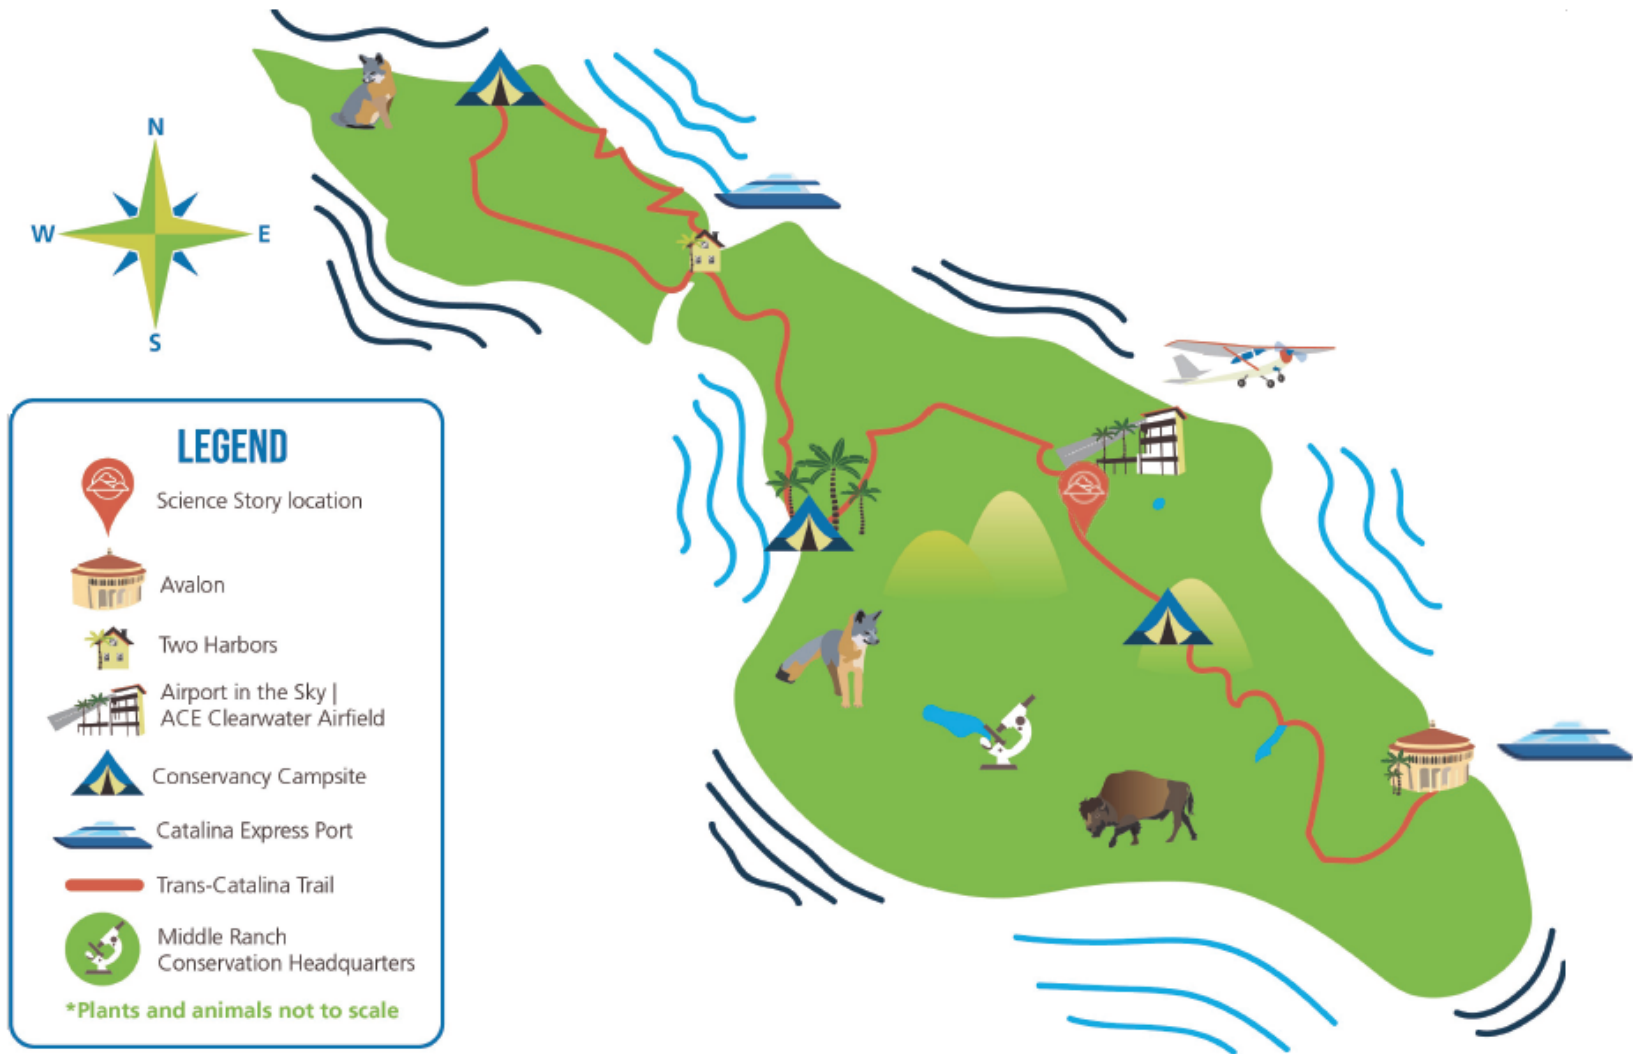 N
W
E
S
LEGEND
Science Story location
Avalon
Two Harbors
Airport in the Sky |
ACE Clearwater Airfield
Conservancy Campsite
Catalina Express Port
Trans-Catalina Trail
Middle Ranch
Conservation Headquarters
*Plants and animals not to scale